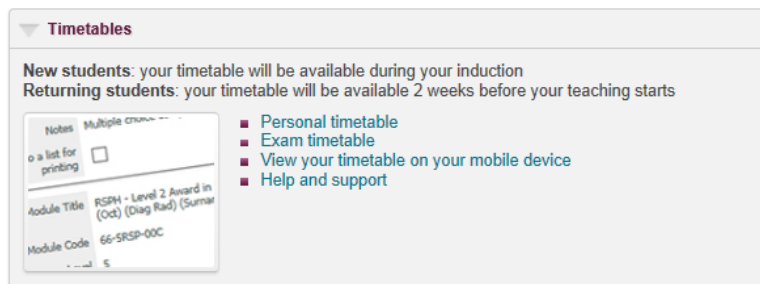 Timetables
New students: your timetable will be available during your induction
Returning students: your timetable will be available 2 weeks before your teaching starts
Notes Multiple choice
o a list for
printing
Module Title RSPH - Level 2 Award in
(Oct) (Diag Rad) (Surnar
Module Code 66-5RSP-00C
5
Personal timetable
Exam timetable
View your timetable on your mobile device
Help and support